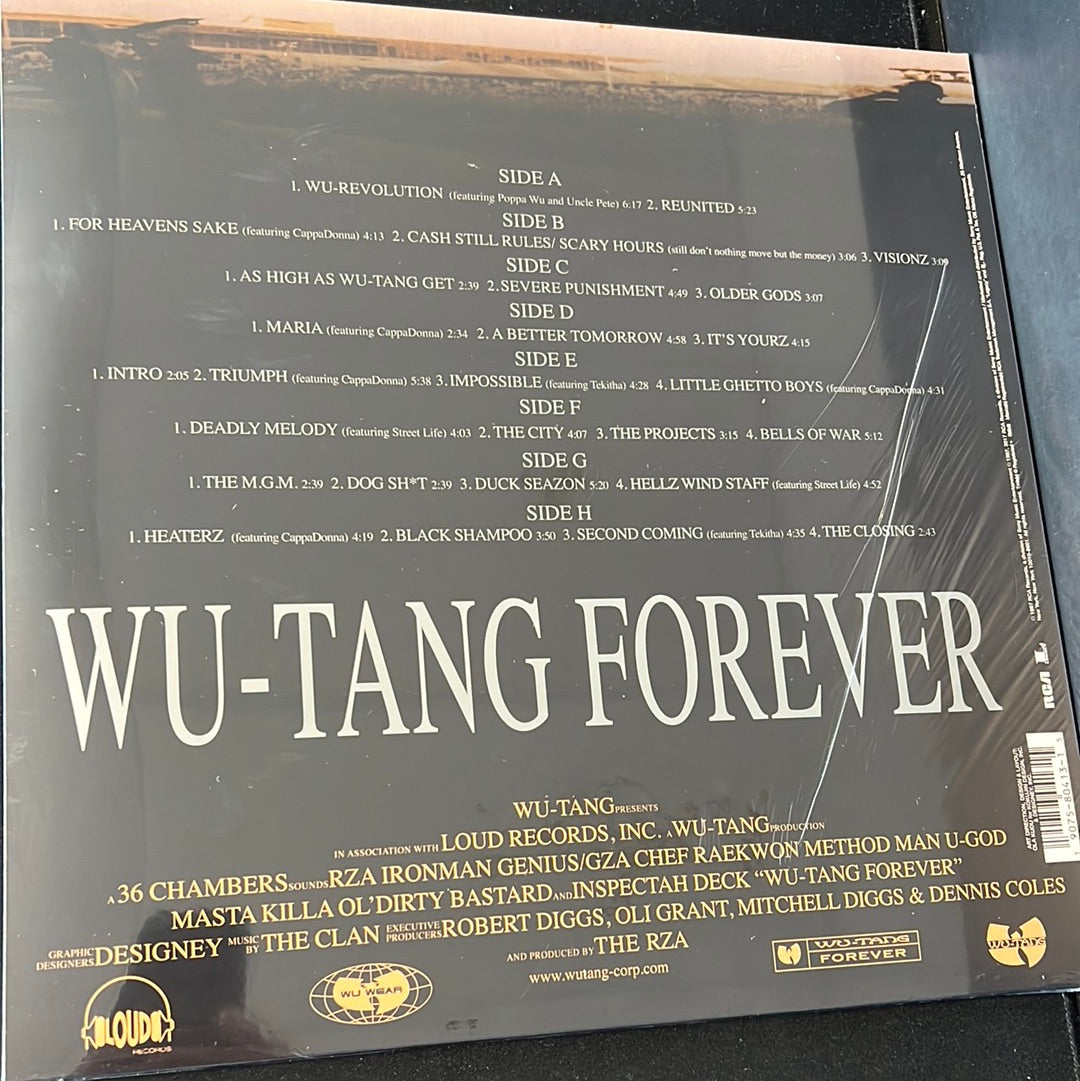 SIDE A
1. WU-REVOLUTION (featuring Poppa Wu and Uncle Pete) 6:17 2. REUNITED 5:23
SIDE B
1. FOR HEAVENS SAKE (featuring CappaDonna) 4:13 2. CASH STILL RULES/ SCARY HOURS (still don't nothing move but the money) 3:06 3. VISIONZ 3:09
SIDE C
1. AS HIGH AS WU-TANG GET 2:39 2. SEVERE PUNISHMENT 4:49 3. OLDER GODS 3:07
SIDE D
1. MARIA (featuring CappaDonna) 2:34 2. A BETTER TOMORROW 4:58 3. IT'S YOURZ 4:15
SIDE E
1. INTRO 2:05 2. TRIUMPH (featuring CappaDonna) 5:38 3. IMPOSSIBLE (featuring Tekitha) 4:28 4. LITTLE GHETTO BOYS (featuring CappaDonna) 4:31
SIDE F
1. DEADLY MELODY (featuring Street Life) 4:03 2. THE CITY 4:07 3. THE PROJECTS 3:15 4. BELLS OF WAR 5:12
SIDE G
1. THE M.G.M. 2:39 2. DOG SH*T 2:39 3. DUCK SEAZON 5:20 4. HELLZ WIND STAFF (featuring Street Life) 4:52
SIDE H
1. HEATERZ (featuring CappaDonna) 4:19 2. BLACK SHAMPOO 3:50 3. SECOND COMING (featuring Tekitha) 4:35 4. THE CLOSING 2:43
WU-TANG FOREVER
WU-TANG PRESENTS
IN ASSOCIATION WITH LOUD RECORDS, INC. A WU-TANG PRODUCTION
A 36 CHAMBERS SOUNDS RZA IRONMAN GENIUS/GZA CHEF RAEKWON METHOD MAN U-GOD
MASTA KILLA OL' DIRTY BASTARD AND INSPECTAH DECK "WU-TANG FOREVER"
GRAPHIC DESIGNERS DESIGNEY MUSIC BY THE CLAN EXECUTIVE PRODUCERS ROBERT DIGGS, OLI GRANT, MITCHELL DIGGS & DENNIS COLES
AND PRODUCED BY THE RZA
www.wutang-corp.com
LOUD
RECORDS
WU WEAR
WU-TANG
FOREVER
WU-TANG
RCA
9075-80413-1